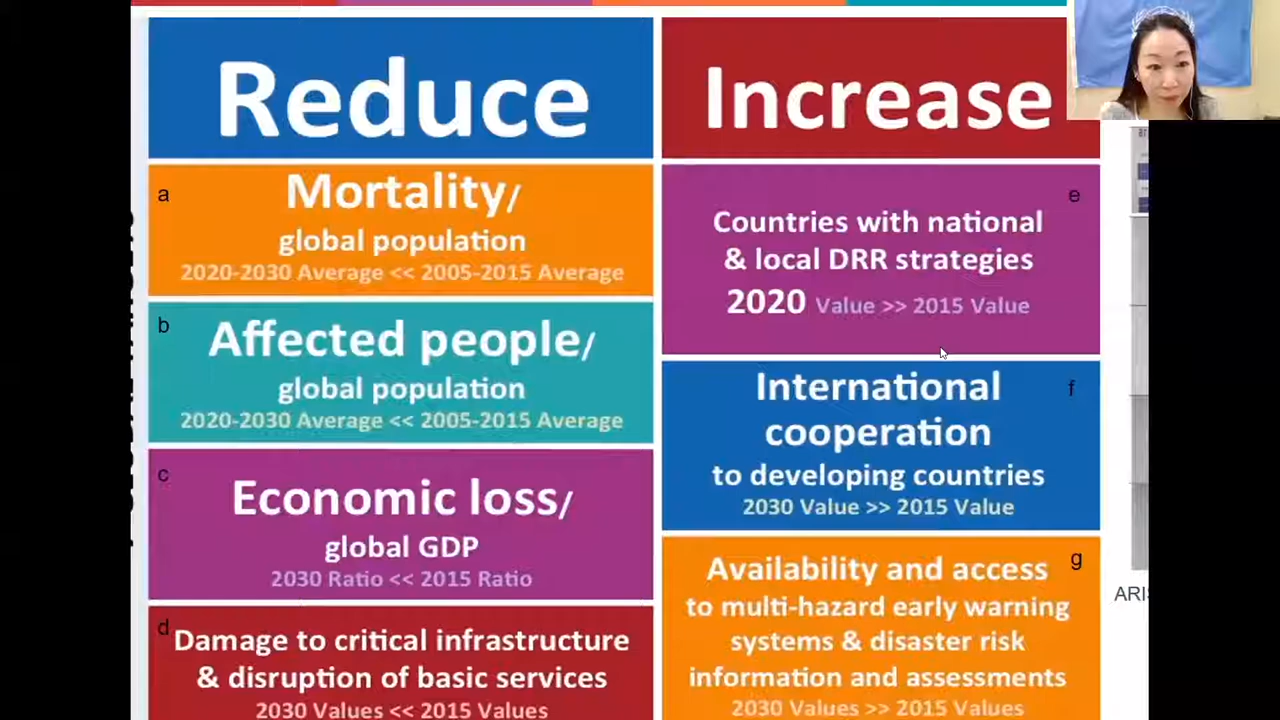 Reduce
a
Mortality/
global population
2020-2030 Average << 2005-2015 Average
b
Affected people/
global population
2020-2030 Average << 2005-2015 Average
c
Economic loss/
global GDP
2030 Ratio << 2015 Ratio
d
Damage to critical infrastructure
& disruption of basic services
2030 Values << 2015 Values
Increase
e
Countries with national
& local DRR strategies
2020 Value >> 2015 Value
f
International
cooperation
to developing countries
2030 Value >> 2015 Value
g
Availability and access
to multi-hazard early warning
systems & disaster risk
information and assessments
2030 Values >> 2015 Values